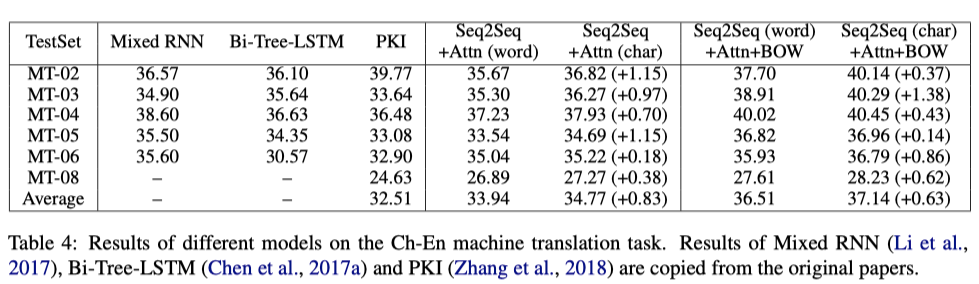 TestSet Mixed RNN Bi-Tree-LSTM PKI Seq2Seq +Attn (word) Seq2Seq +Attn (char) Seq2Seq (word) +Attn+BOW Seq2Seq (char) +Attn+BOW
MT-02 36.57 36.10 39.77 35.67 36.82 (+1.15) 37.70 40.14 (+0.37)
MT-03 34.90 35.64 33.64 35.30 36.27 (+0.97) 38.91 40.29 (+1.38)
MT-04 38.60 36.63 36.48 37.23 37.93 (+0.70) 40.02 40.45 (+0.43)
MT-05 35.50 34.35 33.08 33.54 34.69 (+1.15) 36.82 36.96 (+0.14)
MT-06 35.60 30.57 32.90 35.04 35.22 (+0.18) 35.93 36.79 (+0.86)
MT-08 – – 24.63 26.89 27.27 (+0.38) 27.61 28.23 (+0.62)
Average – – 32.51 33.94 34.77 (+0.83) 36.51 37.14 (+0.63)
Table 4: Results of different models on the Ch-En machine translation task. Results of Mixed RNN (Li et al.,
2017), Bi-Tree-LSTM (Chen et al., 2017a) and PKI (Zhang et al., 2018) are copied from the original papers.